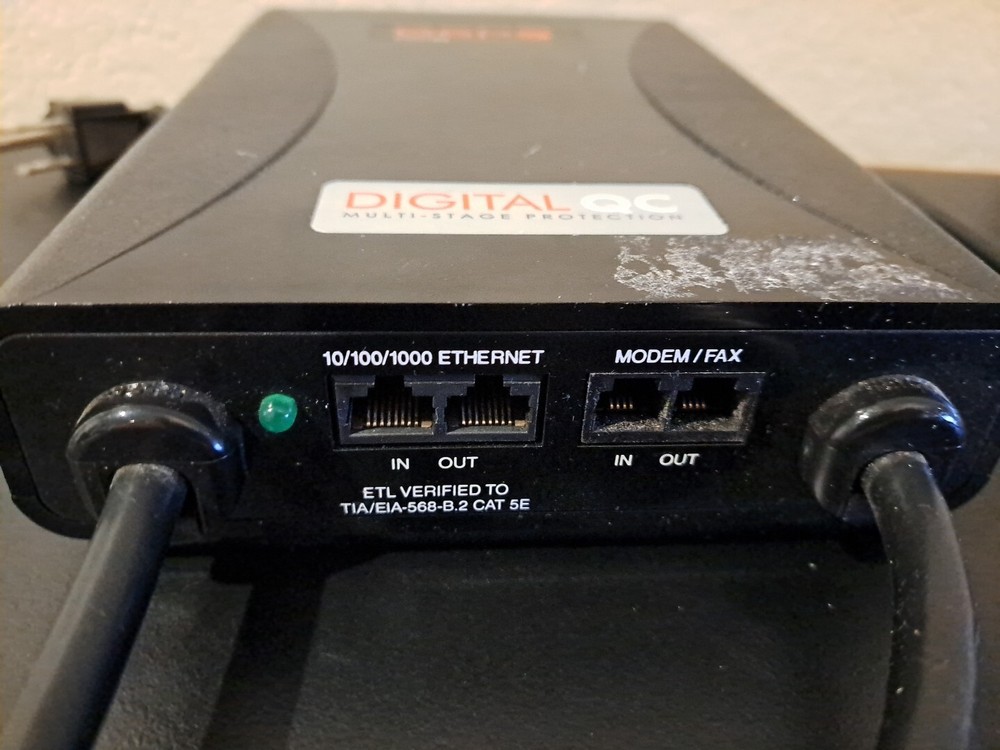 DIGITAL QC
MULTI-STAGE PROTECTION
10/100/1000 ETHERNET
MODEM / FAX
IN OUT
IN OUT
ETL VERIFIED TO
TIA/EIA-568-B.2 CAT 5E